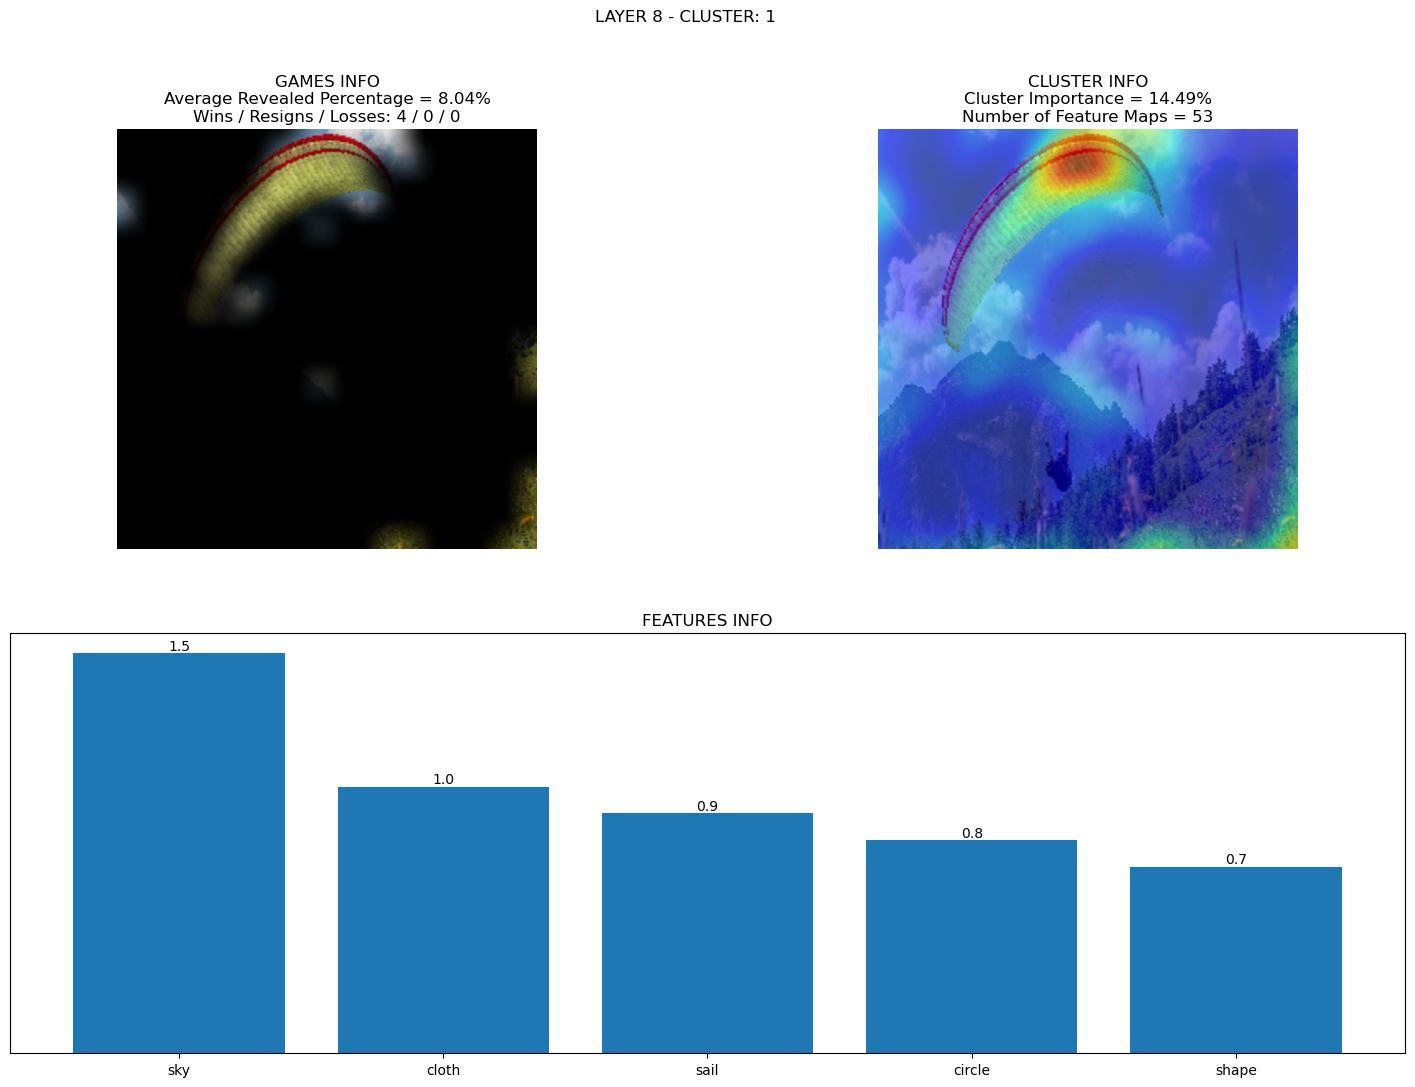 LAYER 8 - CLUSTER: 1
GAMES INFO
Average Revealed Percentage = 8.04%
Wins / Resigns / Losses: 4 / 0 / 0
CLUSTER INFO
Cluster Importance = 14.49%
Number of Feature Maps = 53
FEATURES INFO
1.5
1.0
0.9
0.8
0.7
sky
cloth
sail
circle
shape